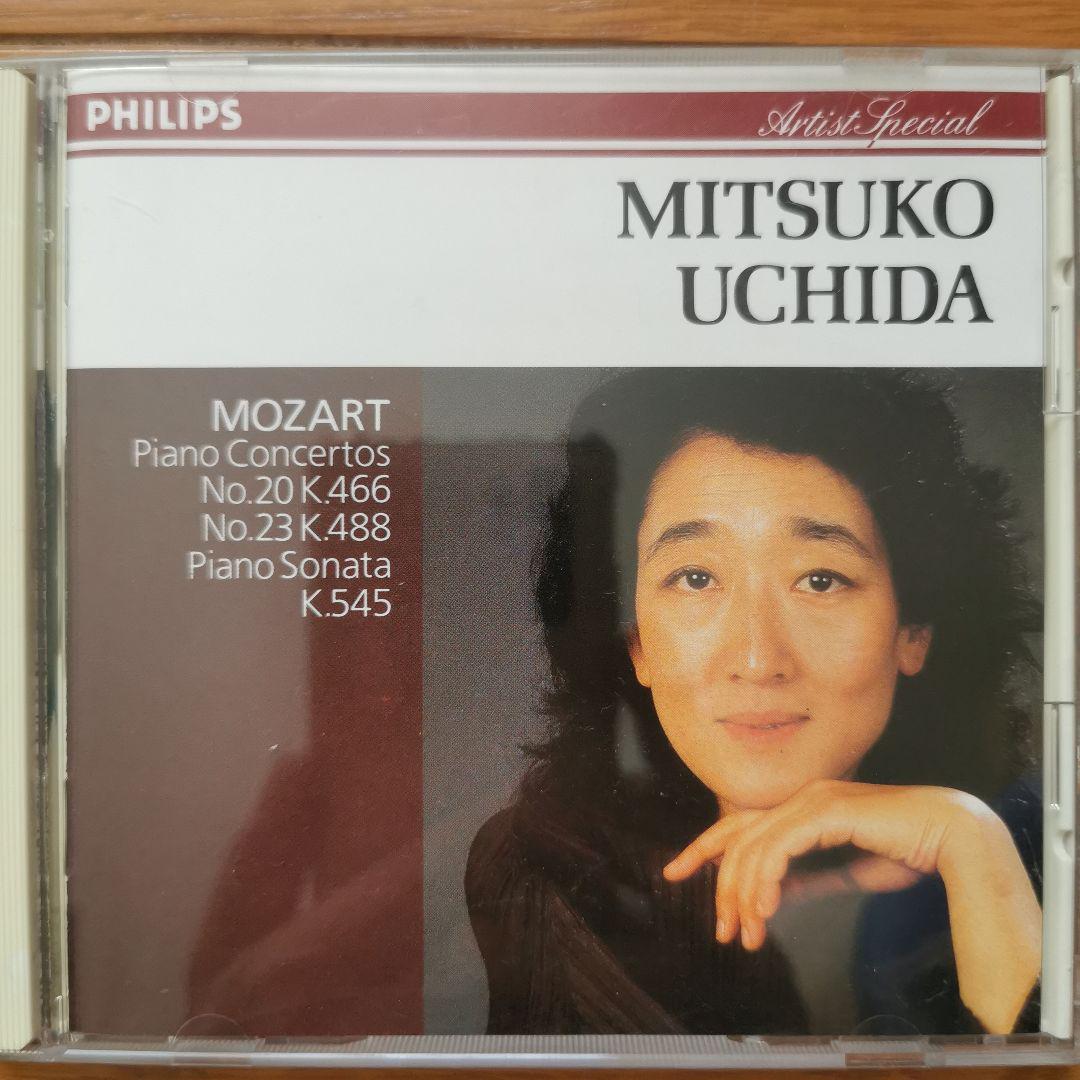 PHILIPS
Artist Special
MITSUKO
UCHIDA
MOZART
Piano Concertos
No.20 K.466
No.23 K.488
Piano Sonata
K.545